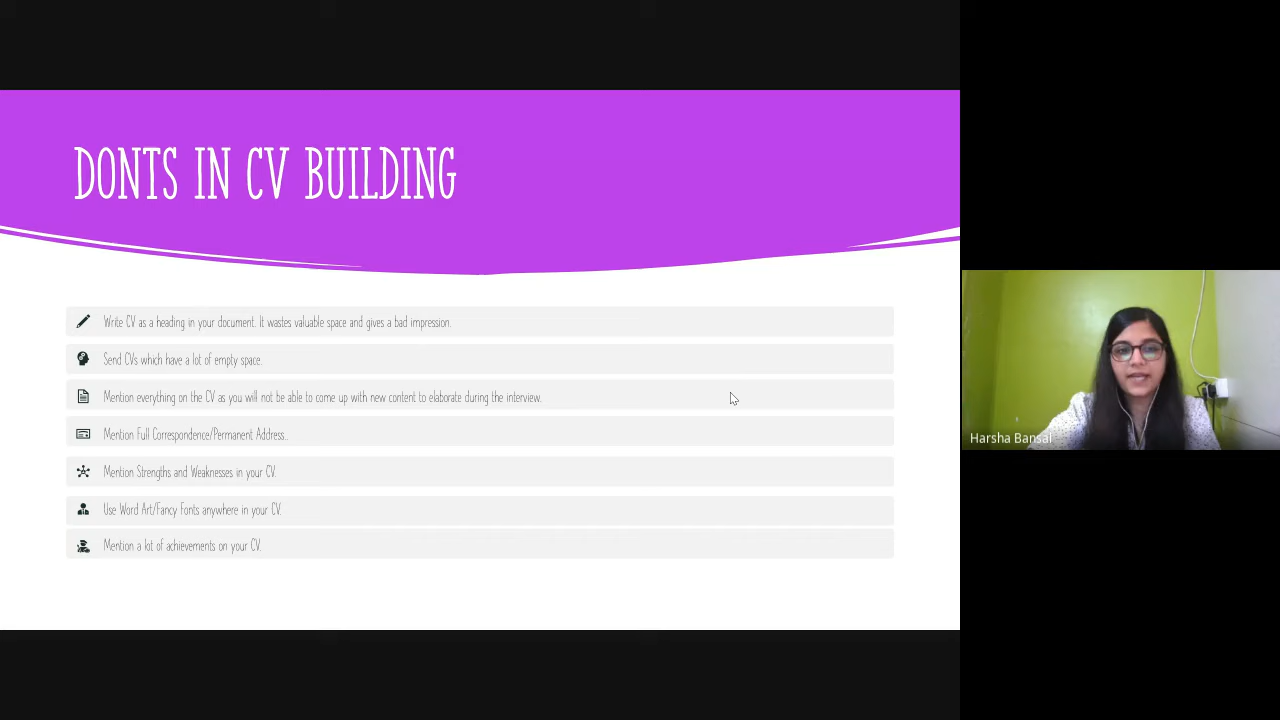 DONTS IN CV BUILDING
Write CV as a heading in your document. It wastes valuable space and gives a bad impression.
Send CVs which have a lot of empty space.
Mention everything on the CV as you will not be able to come up with new content to elaborate during the interview.
Mention Full Correspondence/Permanent Address..
Mention Strengths and Weaknesses in your CV.
Use Word Art/Fancy Fonts anywhere in your CV.
Mention a lot of achievements on your CV.
Harsha Bansal